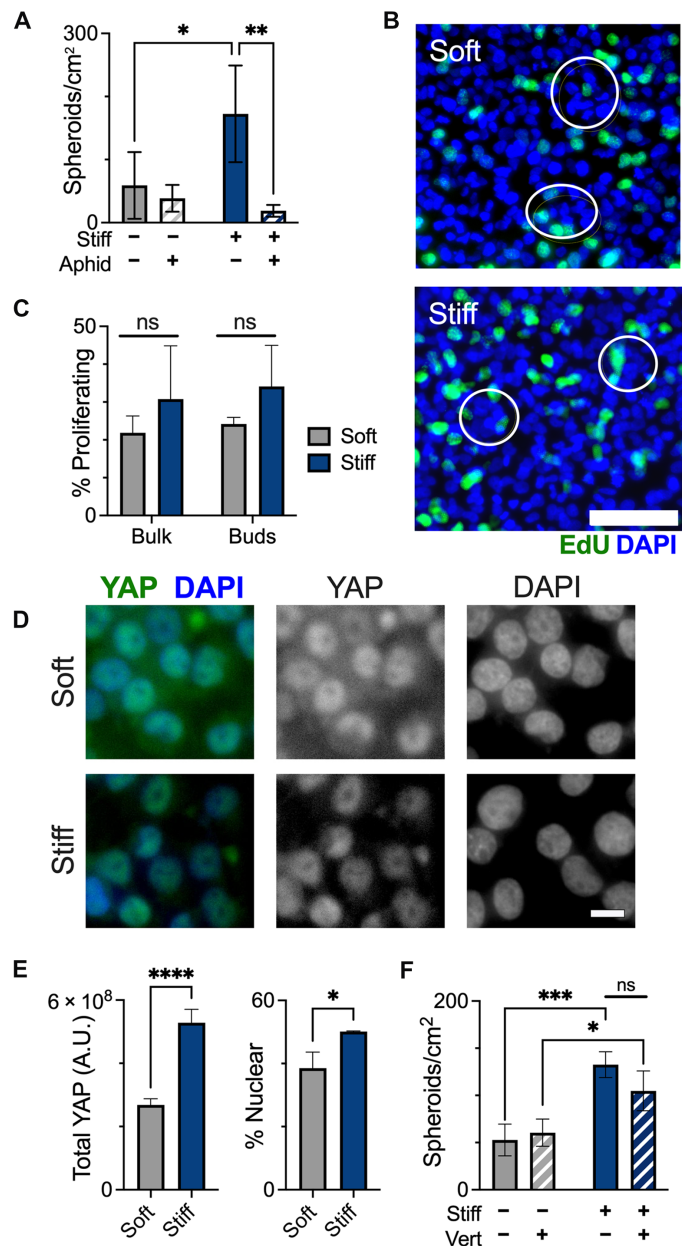 A
* **
300
Spheroids/cm²
0
Stiff − − + +
Aphid − + − +
B
Soft
Stiff
EdU DAPI
C
50
ns ns
% Proliferating
0
Bulk Buds
Soft
Stiff
D
YAP DAPI YAP DAPI
Soft
Stiff
E
****
6 × 10⁸
Total YAP (A.U.)
0
Soft Stiff
*
60
% Nuclear
0
Soft Stiff
F
ns
***
*
200
Spheroids/cm²
0
Stiff − − + +
Vert − + − +